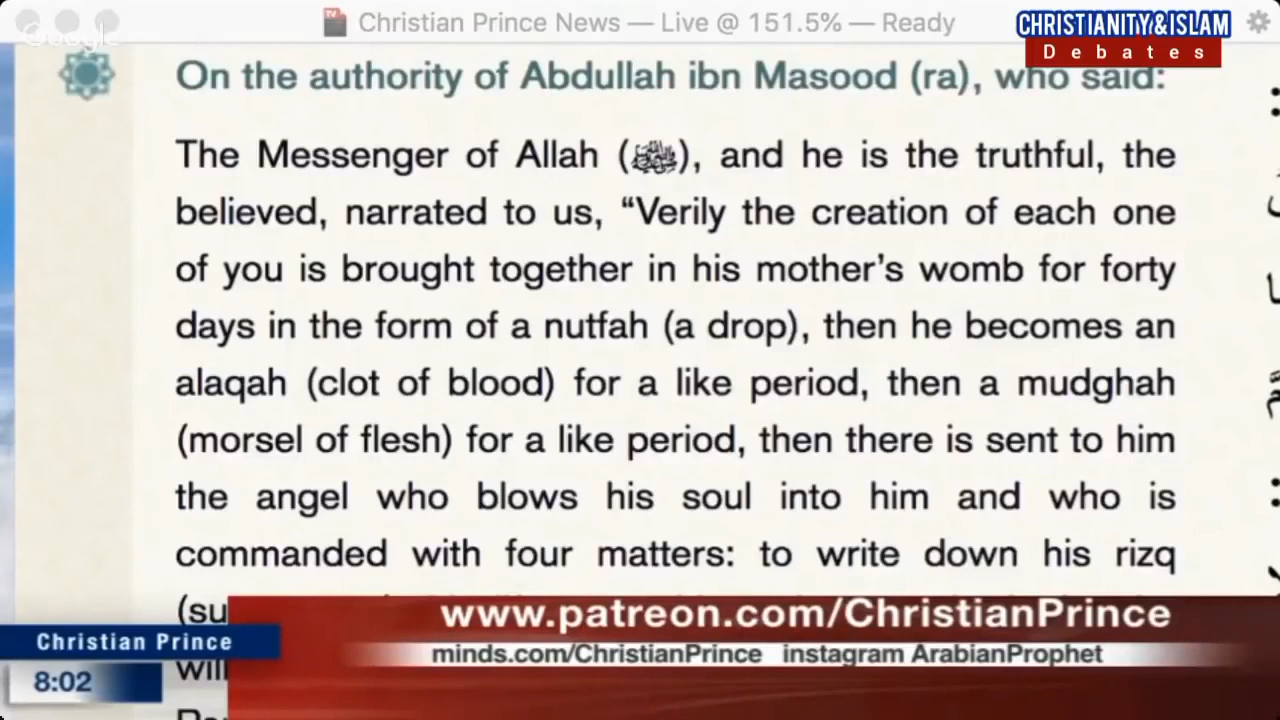 Christian Prince News — Live @ 151.5% — Ready
CHRISTIANITY&ISLAM
Debates
Google
On the authority of Abdullah ibn Masood (ra), who said:
The Messenger of Allah (ﷺ), and he is the truthful, the
believed, narrated to us, “Verily the creation of each one
of you is brought together in his mother’s womb for forty
days in the form of a nutfah (a drop), then he becomes an
alaqah (clot of blood) for a like period, then a mudghah
(morsel of flesh) for a like period, then there is sent to him
the angel who blows his soul into him and who is
commanded with four matters: to write down his rizq
(su
www.patreon.com/ChristianPrince
Christian Prince
minds.com/ChristianPrince instagram ArabianProphet
will
8:02